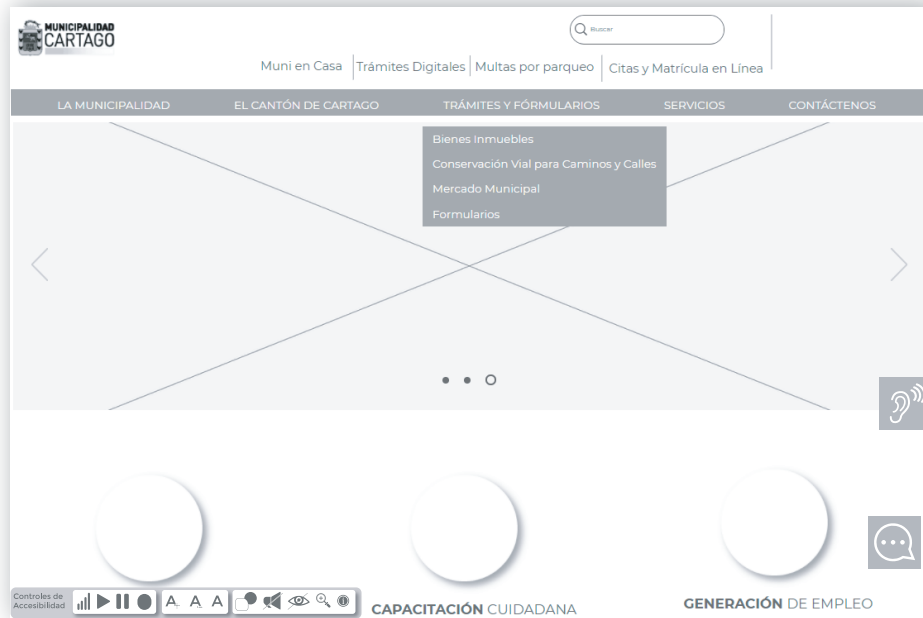 MUNICIPALIDAD
CARTAGO
Buscar
Muni en Casa
Trámites Digitales
Multas por parqueo
Citas y Matrícula en Línea
LA MUNICIPALIDAD
EL CANTÓN DE CARTAGO
TRÁMITES Y FÓRMULARIOS
SERVICIOS
CONTÁCTENOS
Bienes Inmuebles
Conservación Vial para Caminos y Calles
Mercado Municipal
Formularios
Controles de
Accesibilidad
A
A
A
CAPACITACIÓN CUIDADANA
GENERACIÓN DE EMPLEO